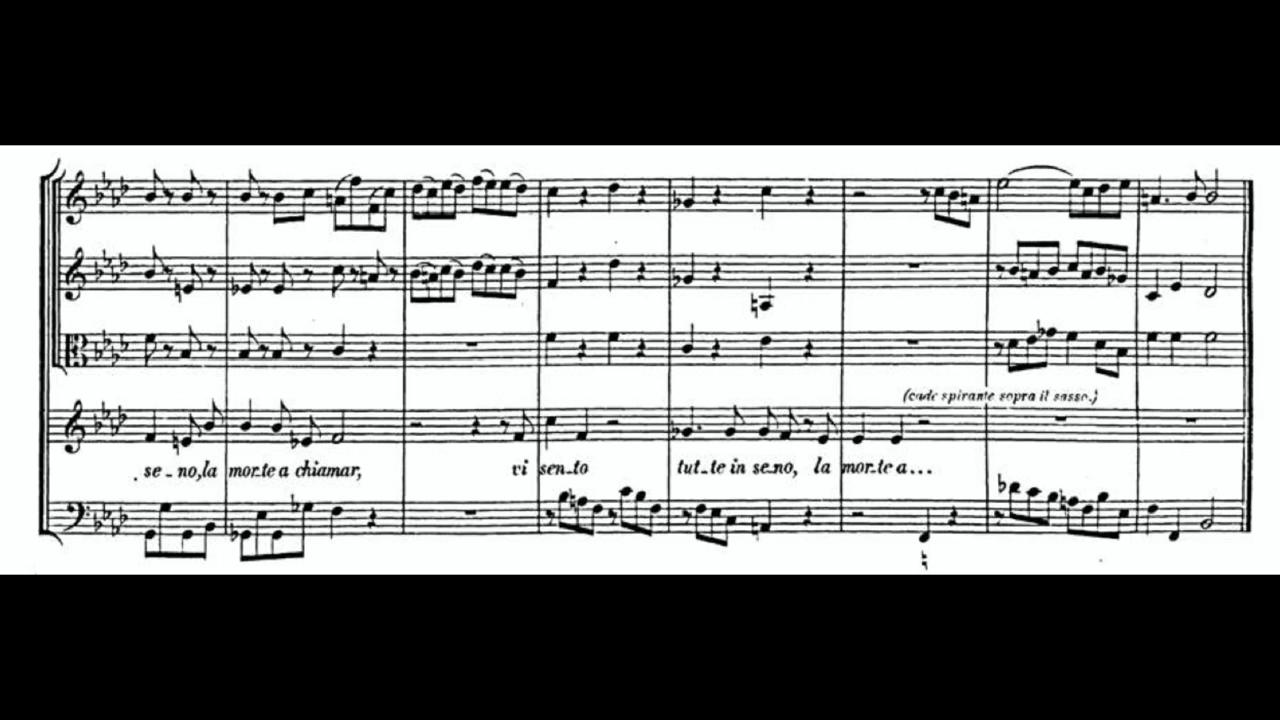 (cade spirante sopra il sasso.)
se - no, la mor-te a chiamar, vi sen-to tut-te in se-no, la mor-te a...